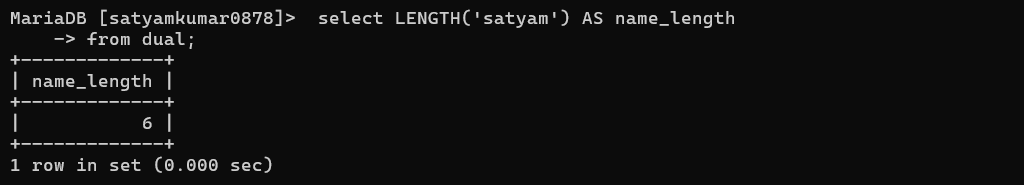 MariaDB [satyamkumar0878]>  select LENGTH('satyam') AS name_length
    -> from dual;
+-------------+
| name_length |
+-------------+
|           6 |
+-------------+
1 row in set (0.000 sec)